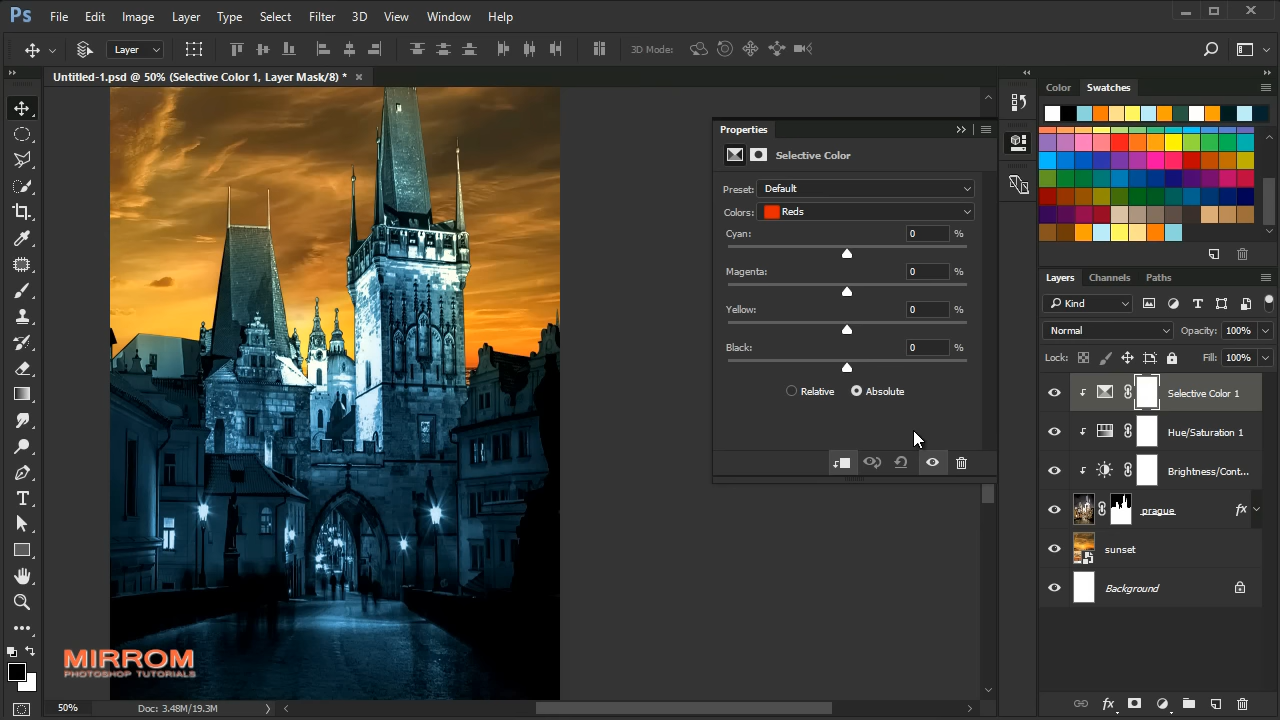 Ps File Edit Image Layer Type Select Filter 3D View Window Help
Layer 3D Mode:
Untitled-1.psd @ 50% (Selective Color 1, Layer Mask/8) * ×
Color Swatches
Properties
Selective Color
Preset: Default
Colors: Reds
Cyan: 0 %
Magenta: 0 %
Yellow: 0 %
Black: 0 %
Relative Absolute
Layers Channels Paths
Kind
Normal Opacity: 100%
Lock: Fill: 100%
Selective Color 1
Hue/Saturation 1
Brightness/Cont...
prague fx
sunset
Background
fx
MIRROM
PHOTOSHOP TUTORIALS
50% Doc: 3.48M/19.3M